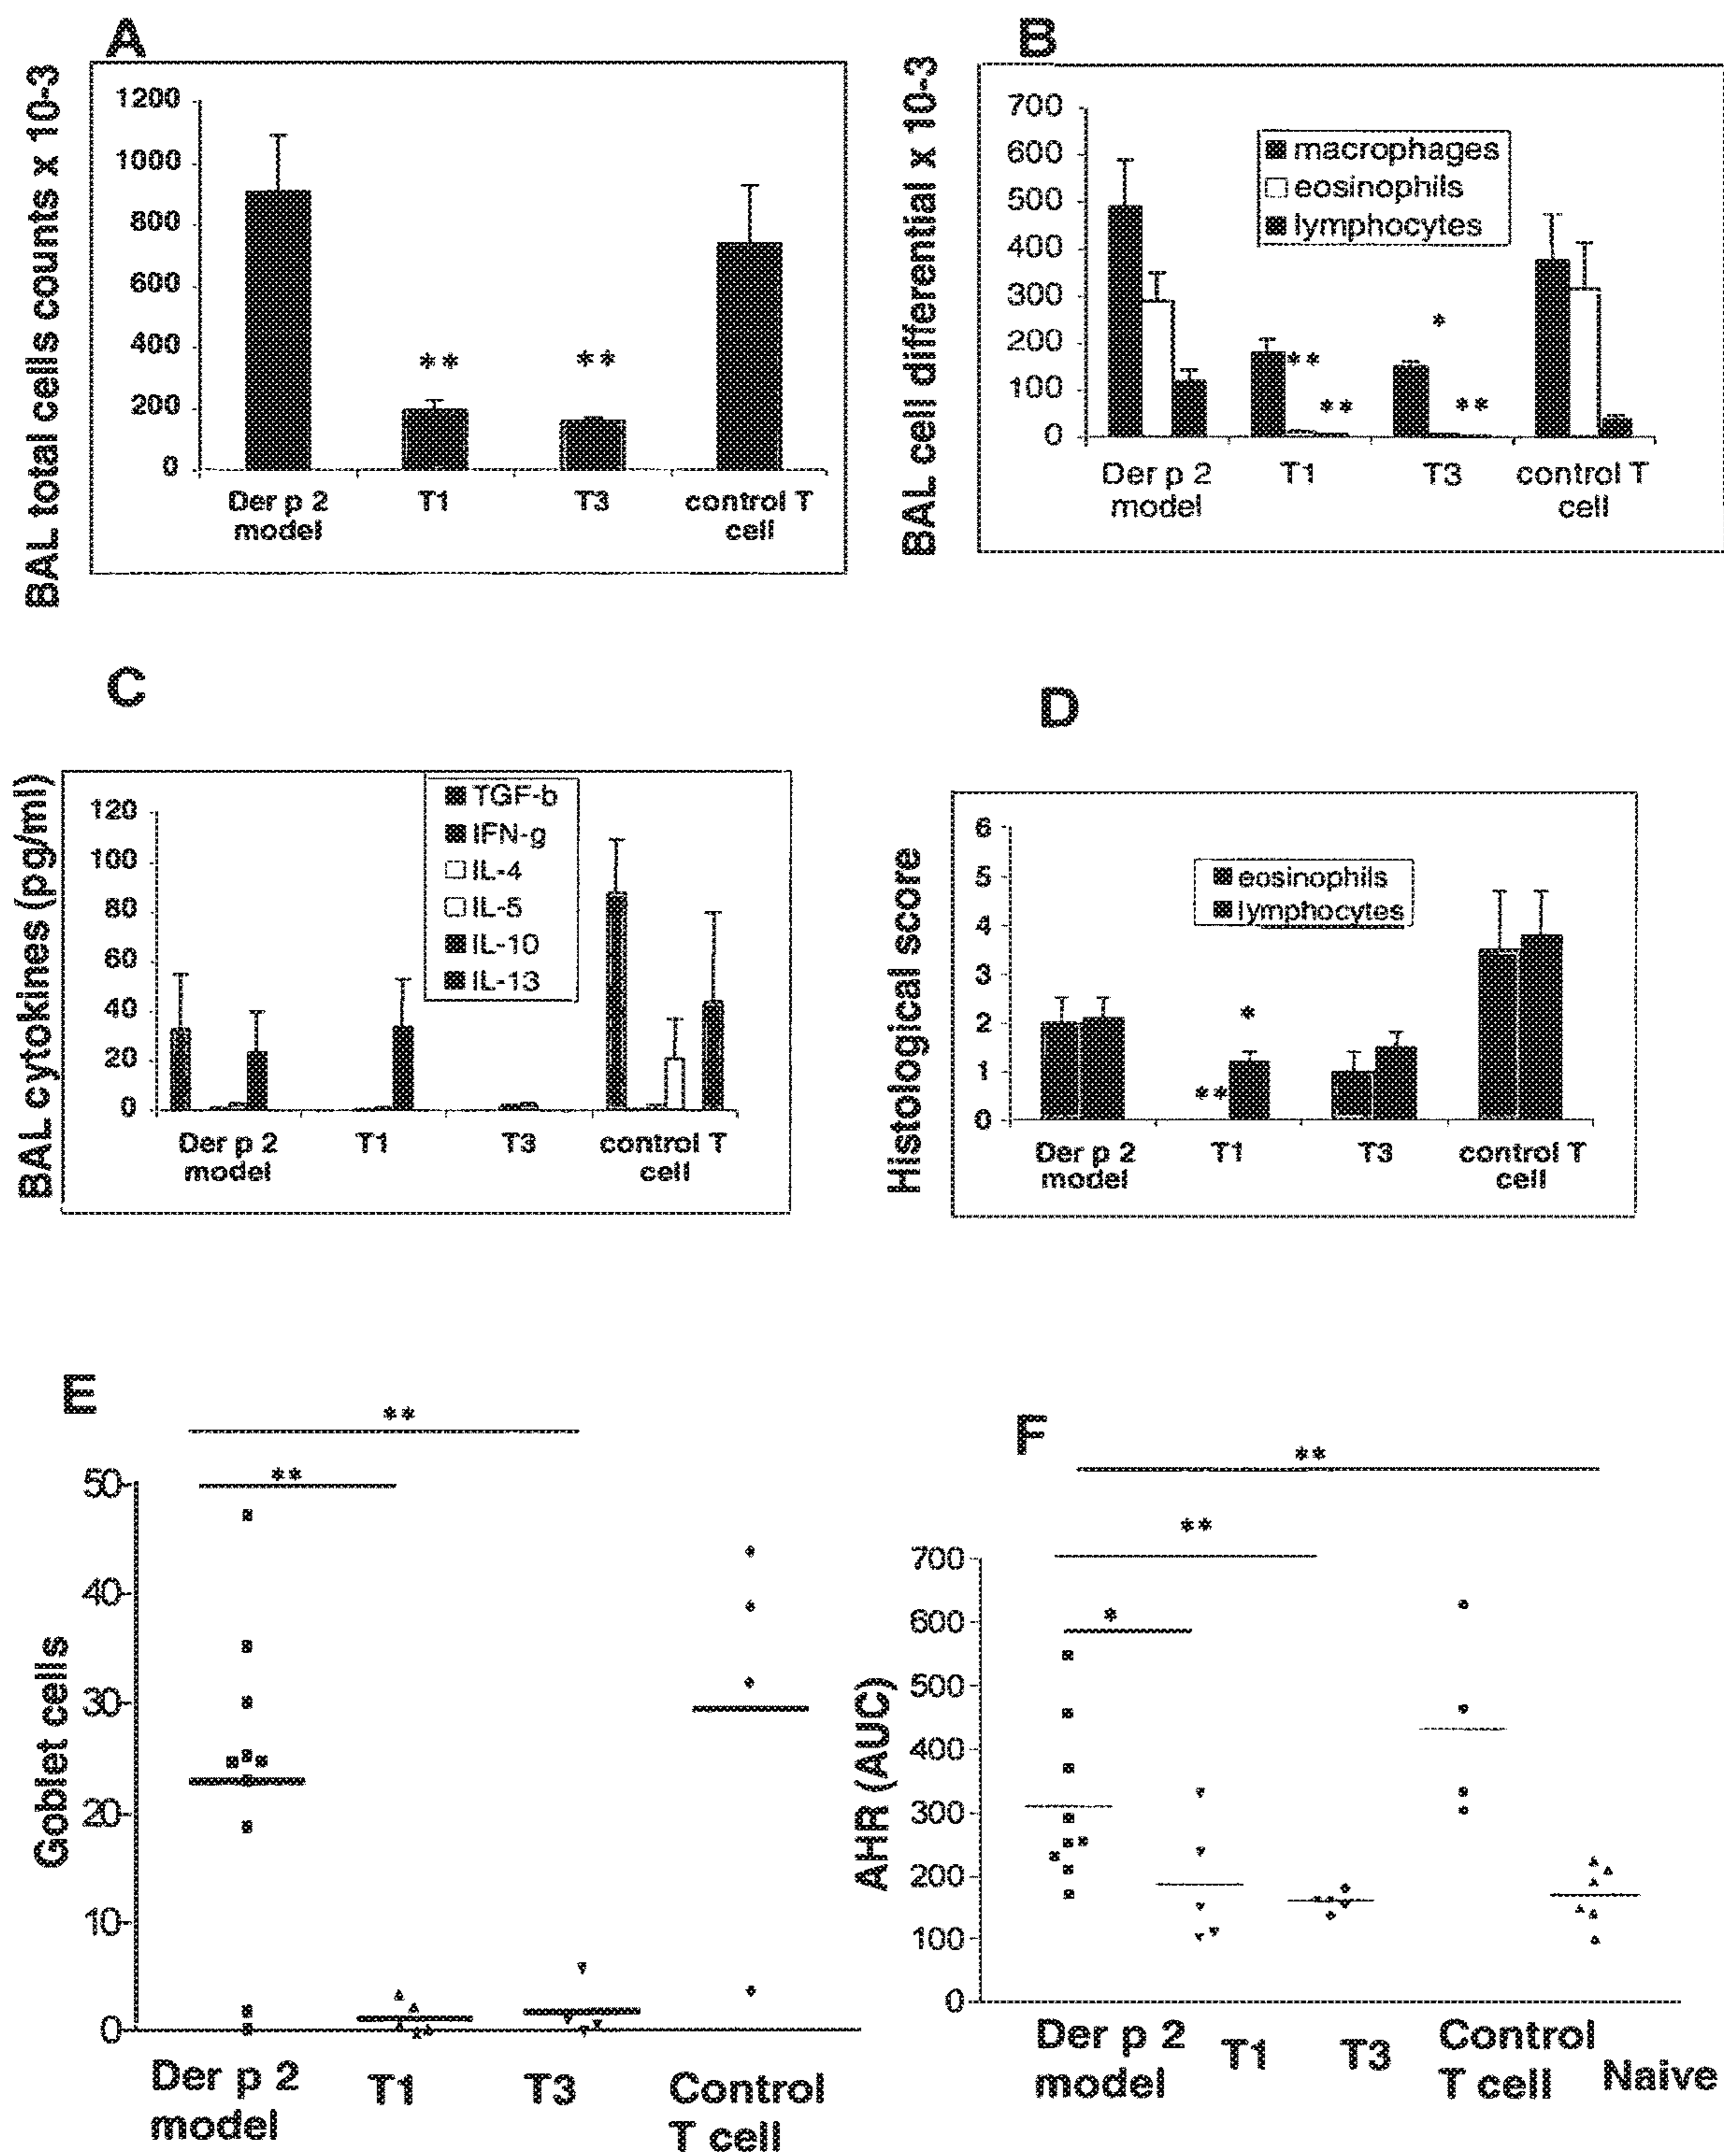 A
BAL total cells counts x 10-3
1200
1000
800
600
400
200
0
**
**
Der p 2 model
T1
T3
control T cell
B
BAL cell differential x 10-3
700
600
500
400
300
200
100
0
macrophages
eosinophils
lymphocytes
**
**
*
**
Der p 2 model
T1
T3
control T cell
C
BAL cytokines (pg/ml)
120
100
80
60
40
20
0
TGF-b
IFN-g
IL-4
IL-5
IL-10
IL-13
Der p 2 model
T1
T3
control T cell
D
Histological score
6
5
4
3
2
1
0
eosinophils
lymphocytes
**
*
Der p 2 model
T1
T3
control T cell
E
**
**
Goblet cells
50
40
30
20
10
0
Der p 2 model
T1
T3
Control T cell
F
**
**
*
AHR (AUC)
700
600
500
400
300
200
100
0
Der p 2 model
T1
T3
Control T cell
Naive